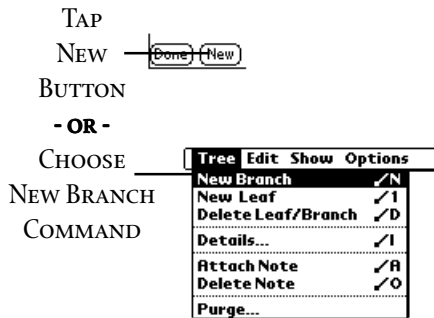 TAP
NEW
BUTTON
Done New
- OR -
CHOOSE
NEW BRANCH
COMMAND
Tree Edit Show Options
New Branch ⁄N
New Leaf ⁄1
Delete Leaf/Branch ⁄D
Details... ⁄I
Attach Note ⁄A
Delete Note ⁄O
Purge...